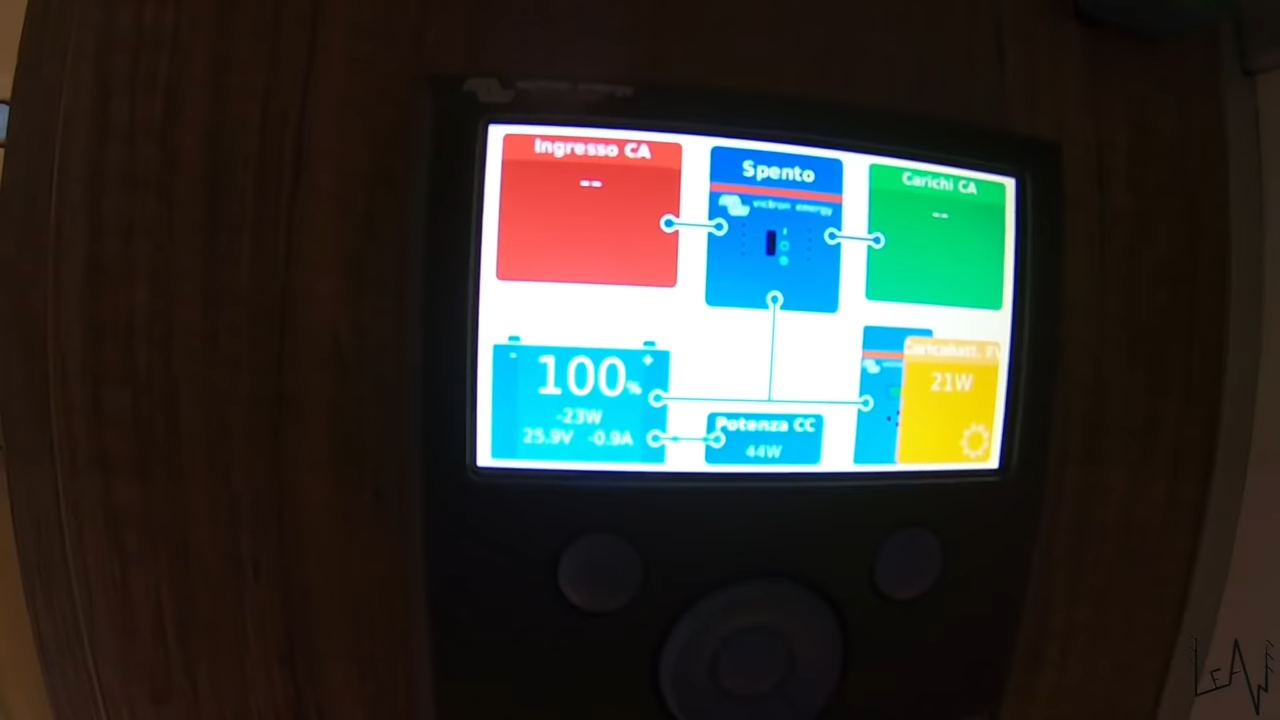 Ingresso CA
--
Spento
victron energy
Carichi CA
--
- +
100%
-23W
25.9V -0.9A
Potenza CC
44W
Caricabatt. FV
21W
LEAW